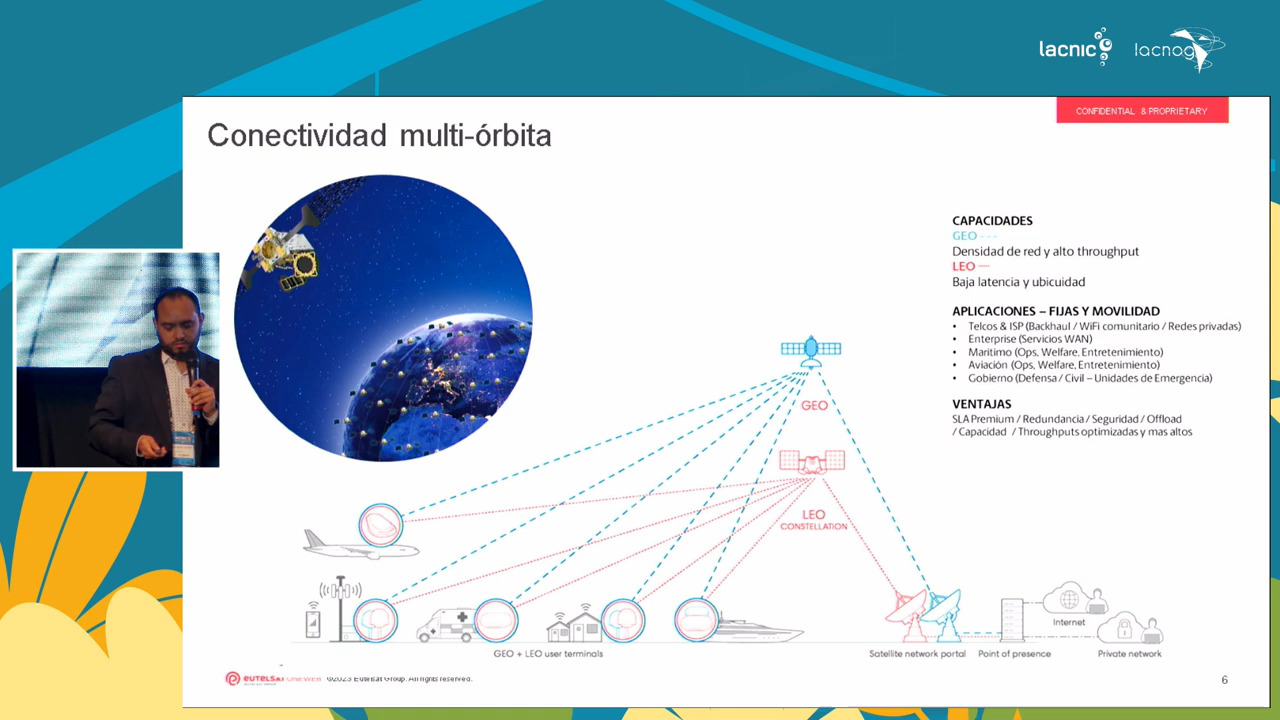 lacnic
lacnog
CONFIDENTIAL & PROPRIETARY
Conectividad multi-órbita
CAPACIDADES
GEO - - -
Densidad de red y alto throughput
LEO —
Baja latencia y ubicuidad
APLICACIONES – FIJAS Y MOVILIDAD
• Telcos & ISP (Backhaul / WiFi comunitario / Redes privadas)
• Enterprise (Servicios WAN)
• Maritimo (Ops, Welfare, Entretenimiento)
• Aviación (Ops, Welfare, Entretenimiento)
• Gobierno (Defensa / Civil – Unidades de Emergencia)
VENTAJAS
SLA Premium / Redundancia / Seguridad / Offload
/ Capacidad / Throughputs optimizadas y mas altos
GEO
LEO
CONSTELLATION
Internet
GEO + LEO user terminals
Satellite network portal
Point of presence
Private network
EUTELSAT ONEWEB ©2023 Eutelsat Group. All rights reserved.
6